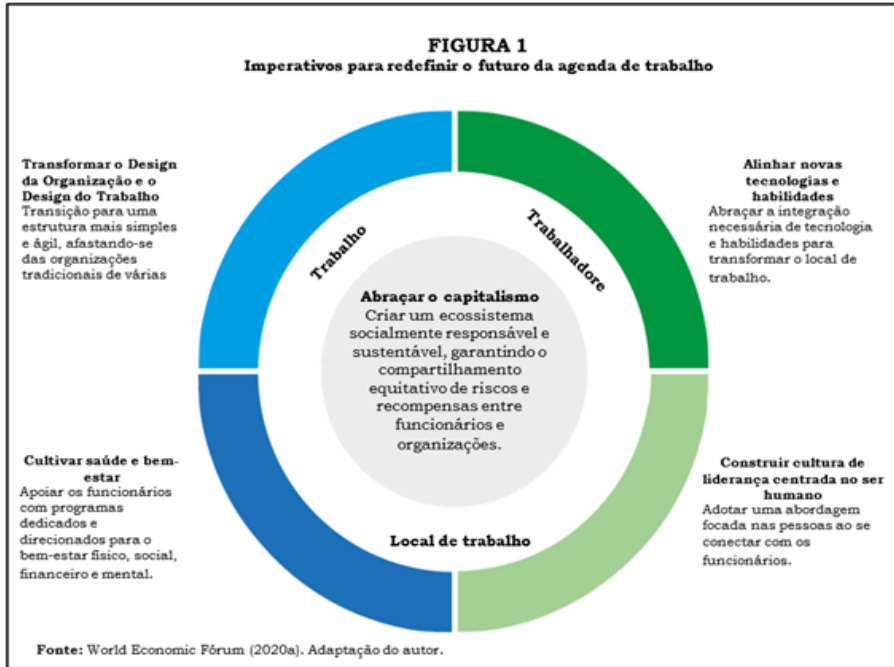 FIGURA 1
Imperativos para redefinir o futuro da agenda de trabalho
Transformar o Design
da Organização e o
Design do Trabalho
Transição para uma
estrutura mais simples
e ágil, afastando-se
das organizações
tradicionais de várias
Alinhar novas
tecnologias e
habilidades
Abraçar a integração
necessária de tecnologia
e habilidades para
transformar o local de
trabalho.
Trabalho
Trabalhadore
Abraçar o capitalismo
Criar um ecossistema
socialmente responsável e
sustentável, garantindo o
compartilhamento
equitativo de riscos e
recompensas entre
funcionários e
organizações.
Cultivar saúde e bem-
estar
Apoiar os funcionários
com programas
dedicados e
direcionados para o
bem-estar físico, social,
financeiro e mental.
Construir cultura de
liderança centrada no ser
humano
Adotar uma abordagem
focada nas pessoas ao se
conectar com os
funcionários.
Local de trabalho
Fonte: World Economic Fórum (2020a). Adaptação do autor.